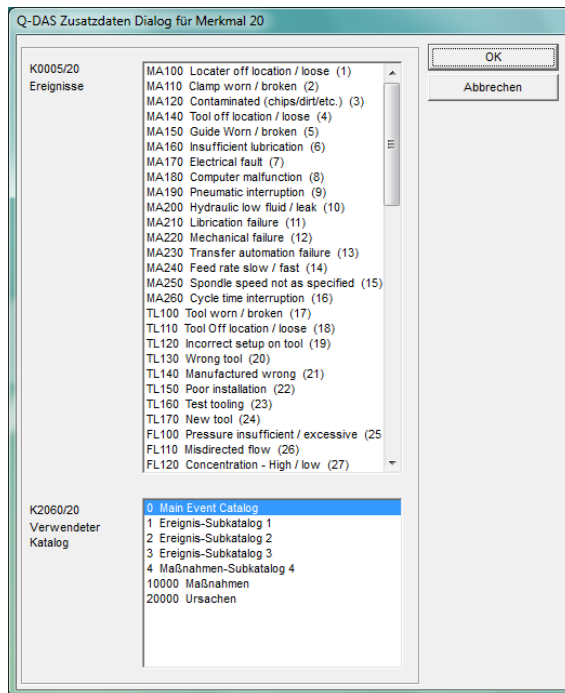 Q-DAS Zusatzdaten Dialog für Merkmal 20
K0005/20
Ereignisse
MA100 Locater off location / loose (1)
MA110 Clamp worn / broken (2)
MA120 Contaminated (chips/dirt/etc.) (3)
MA140 Tool off location / loose (4)
MA150 Guide Worn / broken (5)
MA160 Insufficient lubrication (6)
MA170 Electrical fault (7)
MA180 Computer malfunction (8)
MA190 Pneumatic interruption (9)
MA200 Hydraulic low fluid / leak (10)
MA210 Librication failure (11)
MA220 Mechanical failure (12)
MA230 Transfer automation failure (13)
MA240 Feed rate slow / fast (14)
MA250 Spondle speed not as specified (15)
MA260 Cycle time interruption (16)
TL100 Tool worn / broken (17)
TL110 Tool Off location / loose (18)
TL120 Incorrect setup on tool (19)
TL130 Wrong tool (20)
TL140 Manufactured wrong (21)
TL150 Poor installation (22)
TL160 Test tooling (23)
TL170 New tool (24)
FL100 Pressure insufficient / excessive (25
FL110 Misdirected flow (26)
FL120 Concentration - High / low (27)
OK
Abbrechen
K2060/20
Verwendeter
Katalog
0 Main Event Catalog
1 Ereignis-Subkatalog 1
2 Ereignis-Subkatalog 2
3 Ereignis-Subkatalog 3
4 Maßnahmen-Subkatalog 4
10000 Maßnahmen
20000 Ursachen